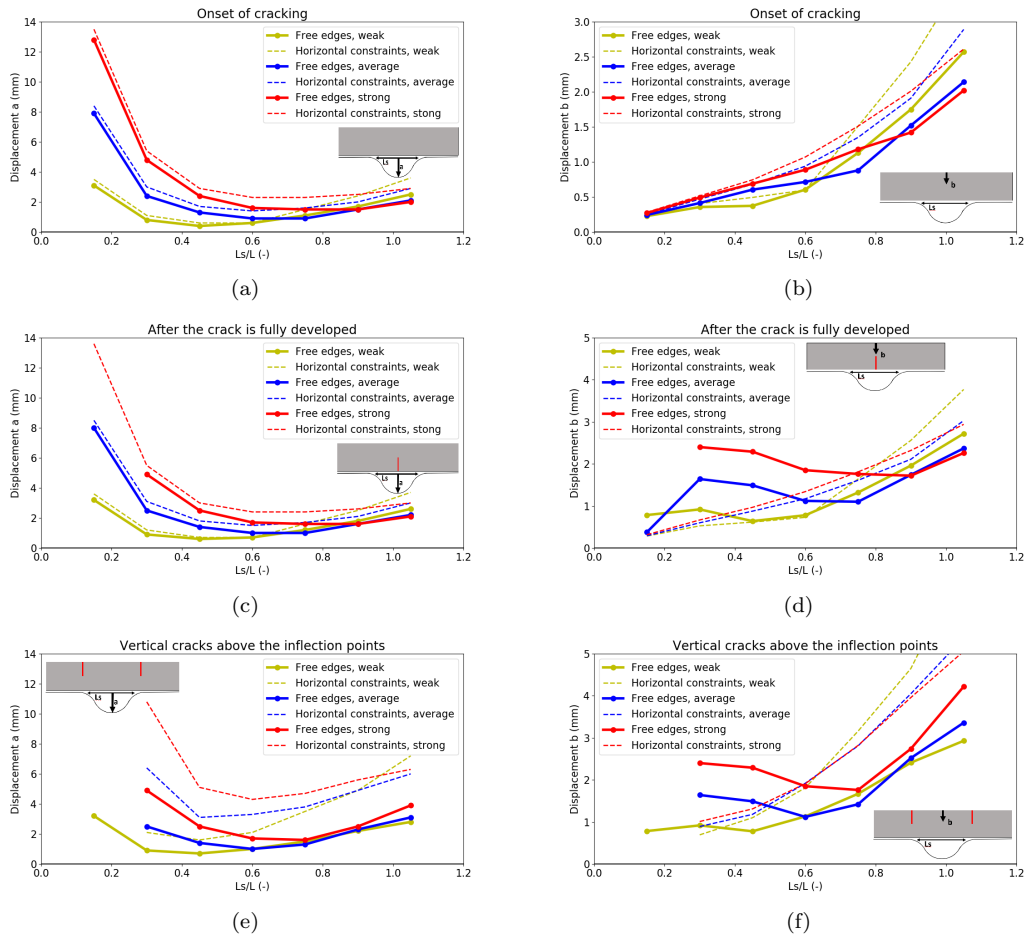 Onset of cracking
14
12
10
8
6
4
2
0
Displacement a (mm)
Free edges, weak
Horizontal constraints, weak
Free edges, average
Horizontal constraints, average
Free edges, strong
Horizontal constraints, stong
Ls
a
0.0 0.2 0.4 0.6 0.8 1.0 1.2
Ls/L (-)
(a)
Onset of cracking
3.0
2.5
2.0
1.5
1.0
0.5
0.0
Displacement b (mm)
Free edges, weak
Horizontal constraints, weak
Free edges, average
Horizontal constraints, average
Free edges, strong
Horizontal constraints, stong
b
Ls
0.0 0.2 0.4 0.6 0.8 1.0 1.2
Ls/L (-)
(b)
After the crack is fully developed
14
12
10
8
6
4
2
0
Displacement a (mm)
Free edges, weak
Horizontal constraints, weak
Free edges, average
Horizontal constraints, average
Free edges, strong
Horizontal constraints, stong
Ls
a
0.0 0.2 0.4 0.6 0.8 1.0 1.2
Ls/L (-)
(c)
After the crack is fully developed
5
4
3
2
1
0
Displacement b (mm)
Free edges, weak
Horizontal constraints, weak
Free edges, average
Horizontal constraints, average
Free edges, strong
Horizontal constraints, stong
b
Ls
0.0 0.2 0.4 0.6 0.8 1.0 1.2
Ls/L (-)
(d)
Vertical cracks above the inflection points
14
12
10
8
6
4
2
0
Displacement a (mm)
Ls
a
Free edges, weak
Horizontal constraints, weak
Free edges, average
Horizontal constraints, average
Free edges, strong
Horizontal constraints, strong
0.0 0.2 0.4 0.6 0.8 1.0 1.2
Ls/L (-)
(e)
Vertical cracks above the inflection points
5
4
3
2
1
0
Displacement b (mm)
Free edges, weak
Horizontal constraints, weak
Free edges, average
Horizontal constraints, average
Free edges, strong
Horizontal constraints, strong
b
Ls
0.0 0.2 0.4 0.6 0.8 1.0 1.2
Ls/L (-)
(f)